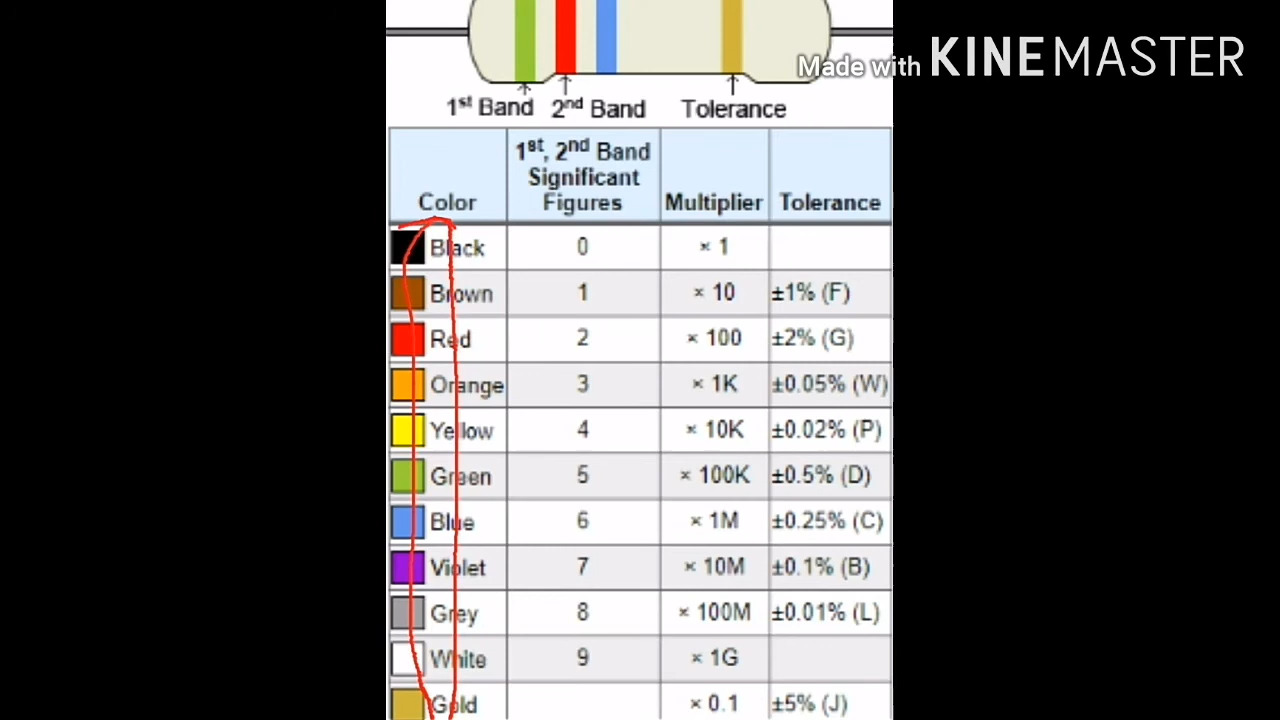 Made with KINEMASTER
1st Band 2nd Band Tolerance
Color 1st, 2nd Band Significant Figures Multiplier Tolerance
Black 0 × 1
Brown 1 × 10 ±1% (F)
Red 2 × 100 ±2% (G)
Orange 3 × 1K ±0.05% (W)
Yellow 4 × 10K ±0.02% (P)
Green 5 × 100K ±0.5% (D)
Blue 6 × 1M ±0.25% (C)
Violet 7 × 10M ±0.1% (B)
Grey 8 × 100M ±0.01% (L)
White 9 × 1G
Gold × 0.1 ±5% (J)